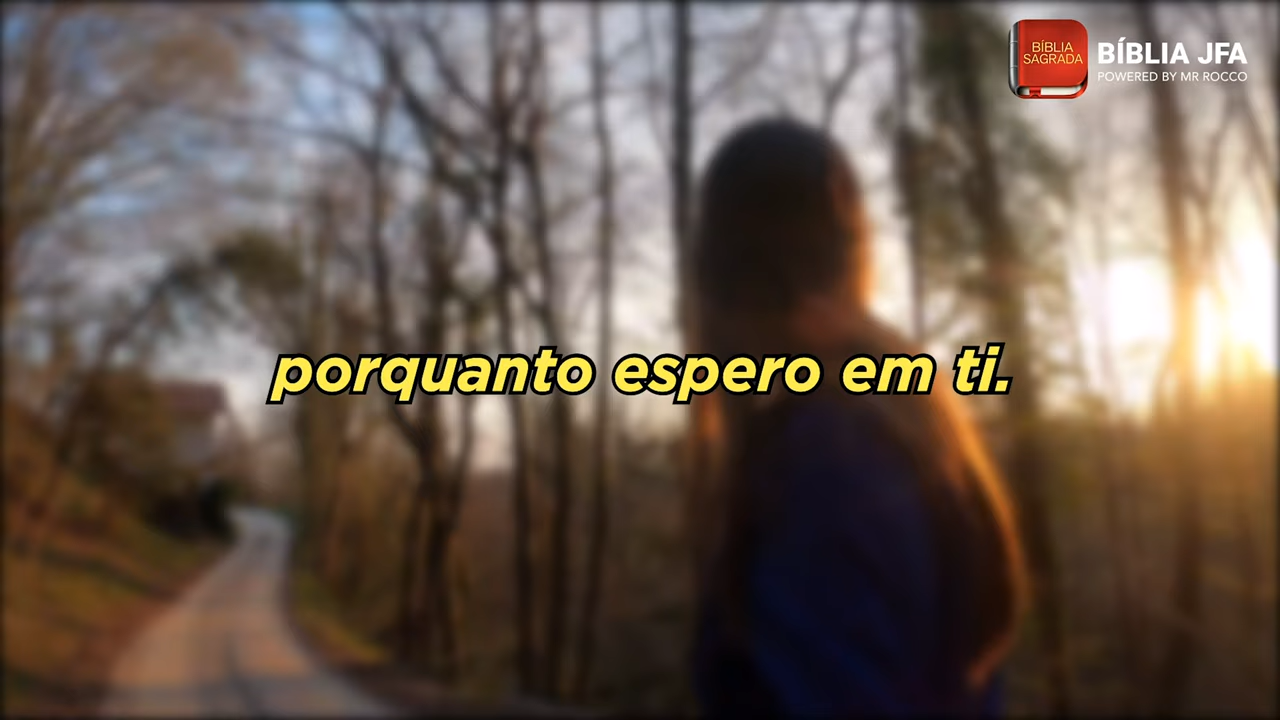 BÍBLIA
SAGRADA
BÍBLIA JFA
POWERED BY MR ROCCO
porquanto espero em ti.